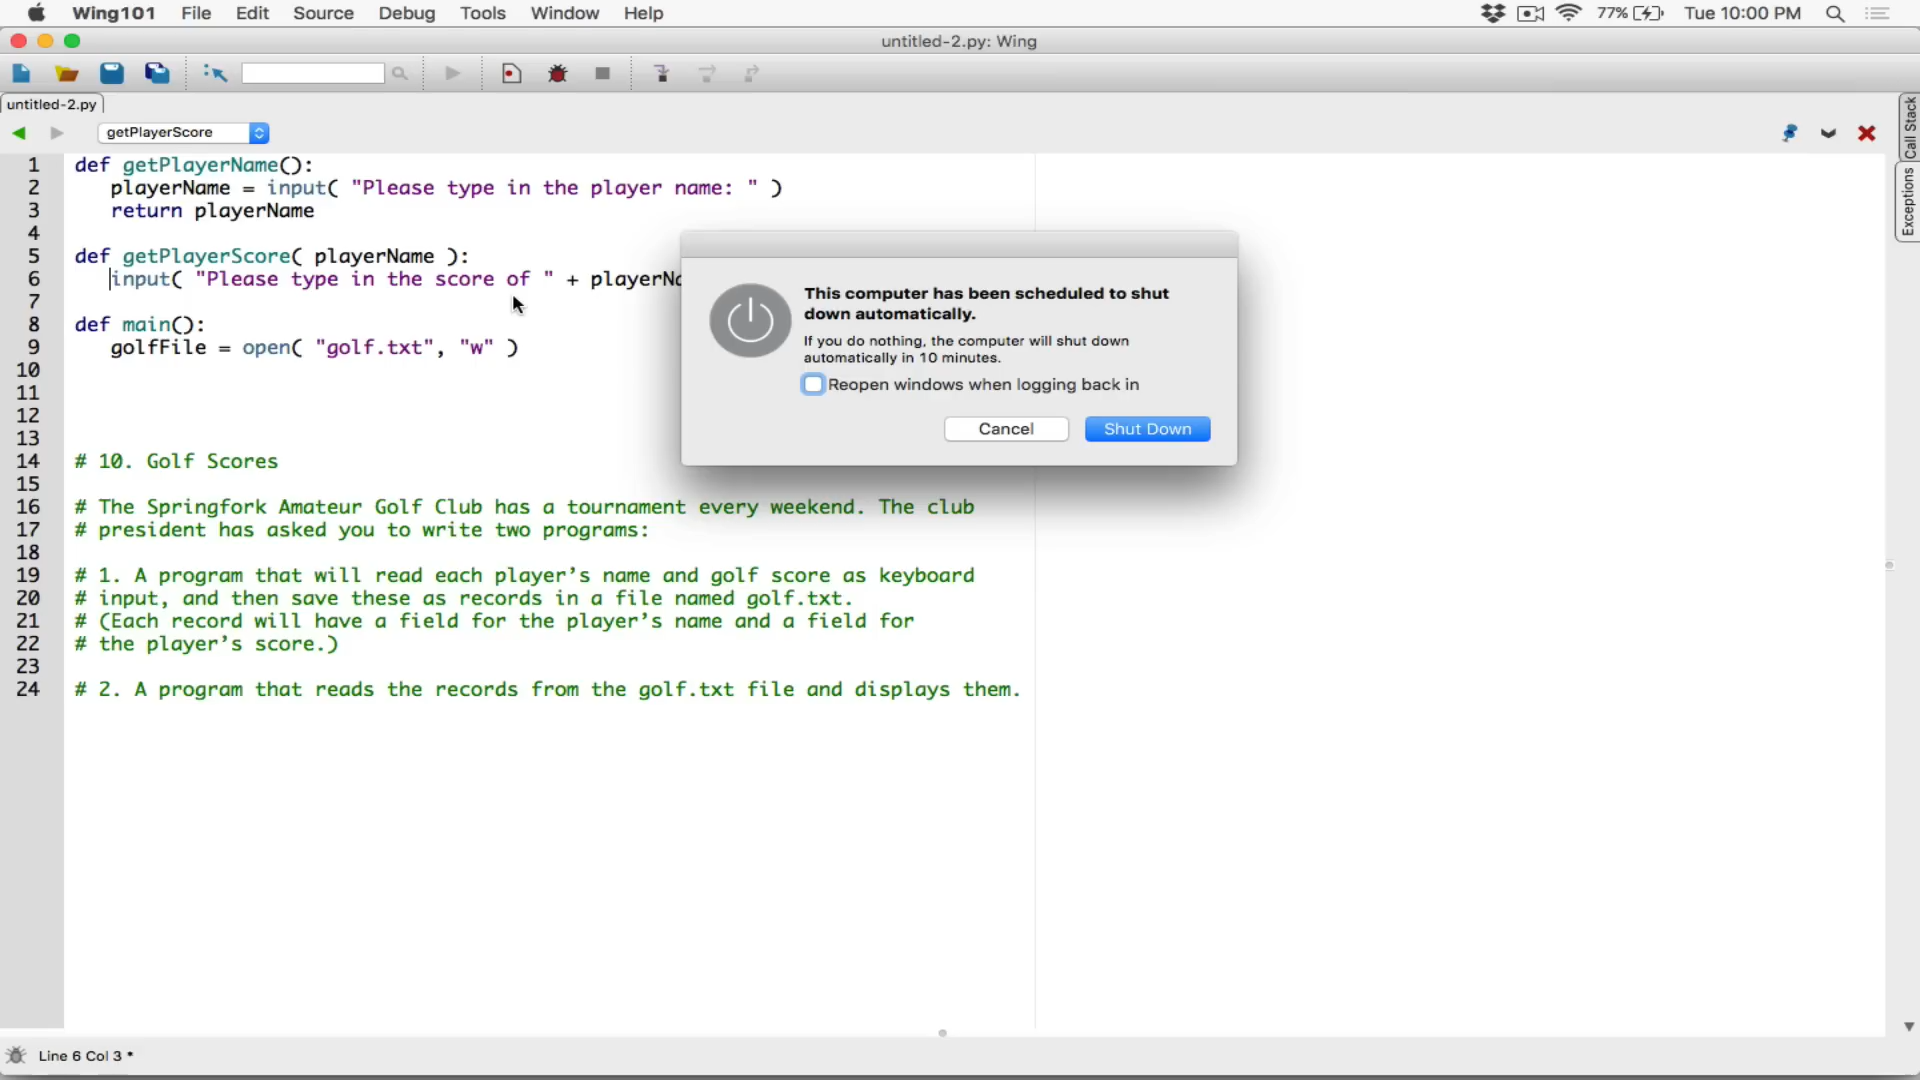 Wing101 File Edit Source Debug Tools Window Help 77% Tue 10:00 PM
untitled-2.py: Wing
untitled-2.py
getPlayerScore
Call Stack
Exceptions
1 def getPlayerName():
2 playerName = input( "Please type in the player name: " )
3 return playerName
4
5 def getPlayerScore( playerName ):
6 input( "Please type in the score of " + playerNa
7
8 def main():
9 golfFile = open( "golf.txt", "w" )
10
11
12
13
14 # 10. Golf Scores
15
16 # The Springfork Amateur Golf Club has a tournament every weekend. The club
17 # president has asked you to write two programs:
18
19 # 1. A program that will read each player’s name and golf score as keyboard
20 # input, and then save these as records in a file named golf.txt.
21 # (Each record will have a field for the player’s name and a field for
22 # the player’s score.)
23
24 # 2. A program that reads the records from the golf.txt file and displays them.
This computer has been scheduled to shut
down automatically.
If you do nothing, the computer will shut down
automatically in 10 minutes.
Reopen windows when logging back in
Cancel Shut Down
Line 6 Col 3 *